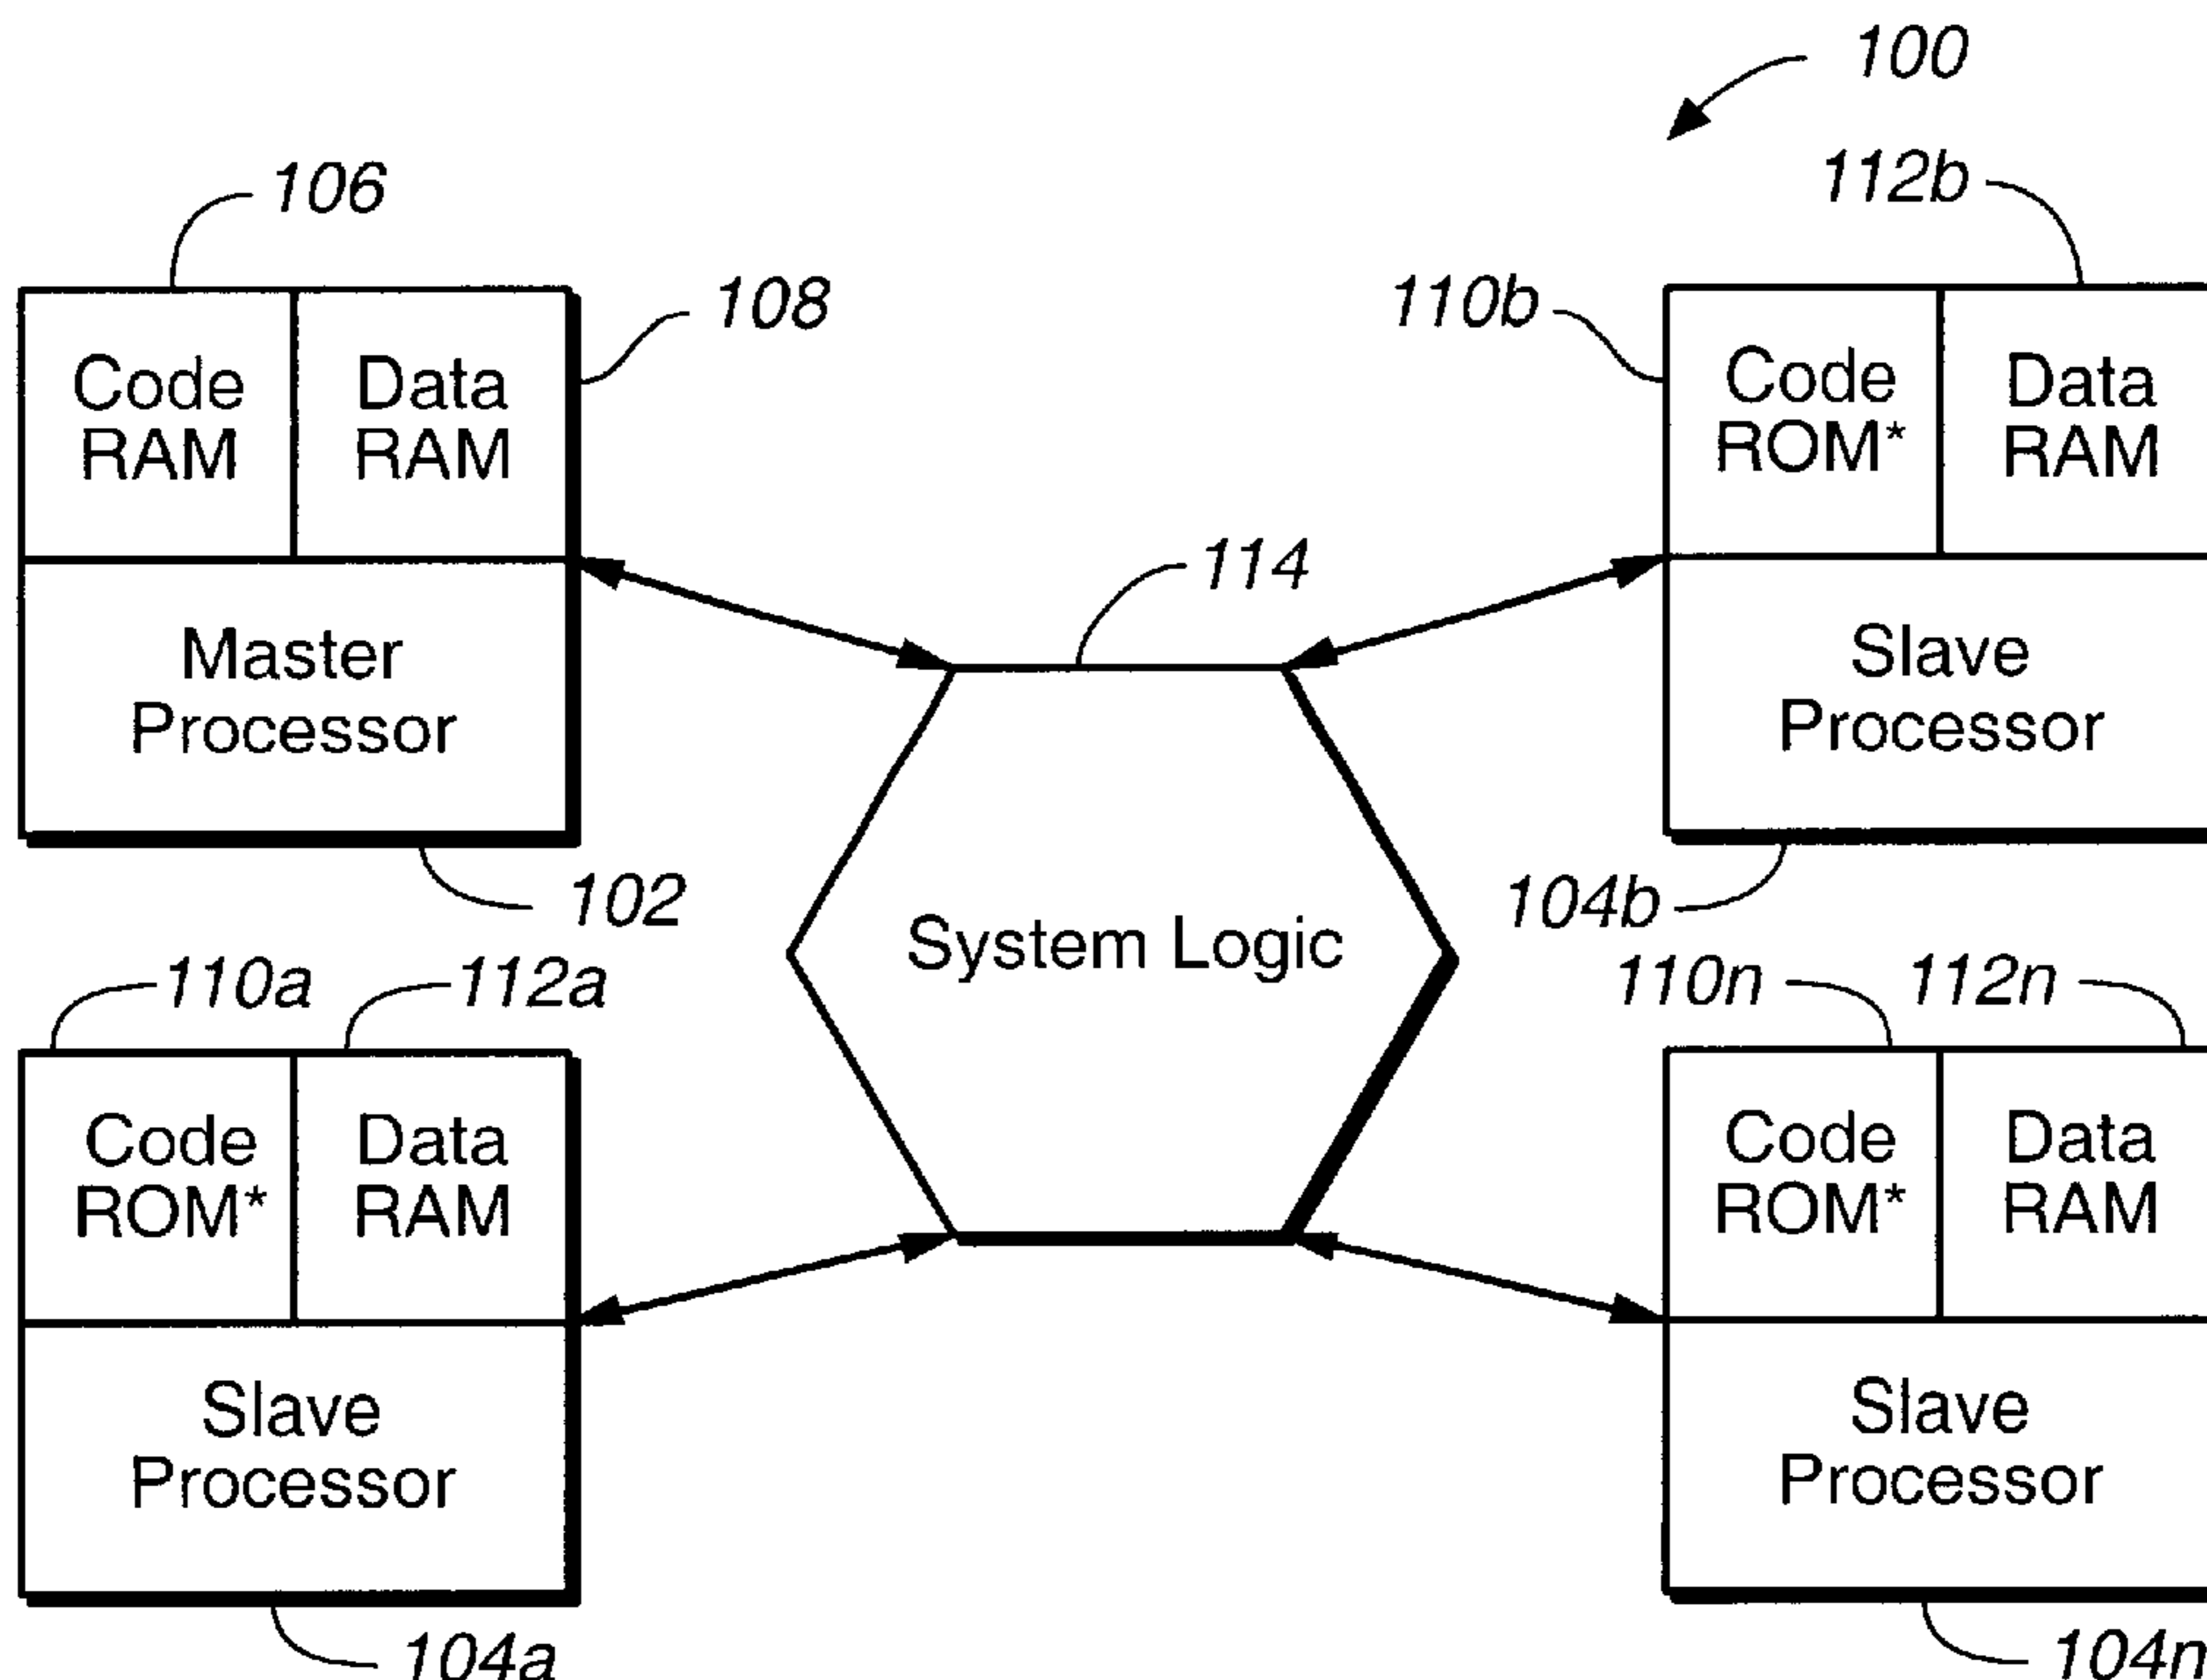 100
106
112b
108
110b
Code
RAM
Data
RAM
Code
ROM*
Data
RAM
114
Master
Processor
Slave
Processor
102
104b
System Logic
110a
112a
110n
112n
Code
ROM*
Data
RAM
Code
ROM*
Data
RAM
Slave
Processor
Slave
Processor
104a
104n